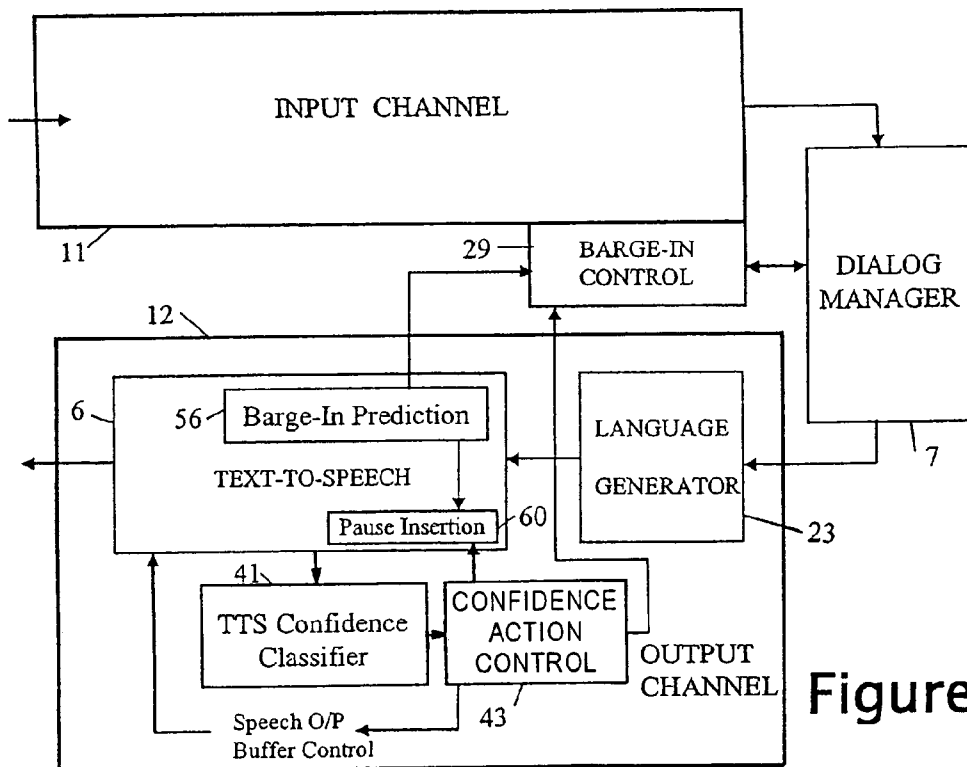 INPUT CHANNEL
11
29
BARGE-IN
CONTROL
DIALOG
MANAGER
7
12
6
56
Barge-In Prediction
TEXT-TO-SPEECH
Pause Insertion
60
LANGUAGE
GENERATOR
23
41
TTS Confidence
Classifier
CONFIDENCE
ACTION
CONTROL
43
OUTPUT
CHANNEL
Speech O/P
Buffer Control
Figure